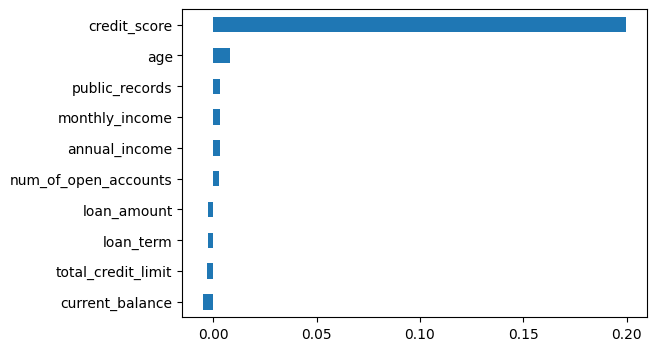 credit_score
age
public_records
monthly_income
annual_income
num_of_open_accounts
loan_amount
loan_term
total_credit_limit
current_balance
0.00 0.05 0.10 0.15 0.20